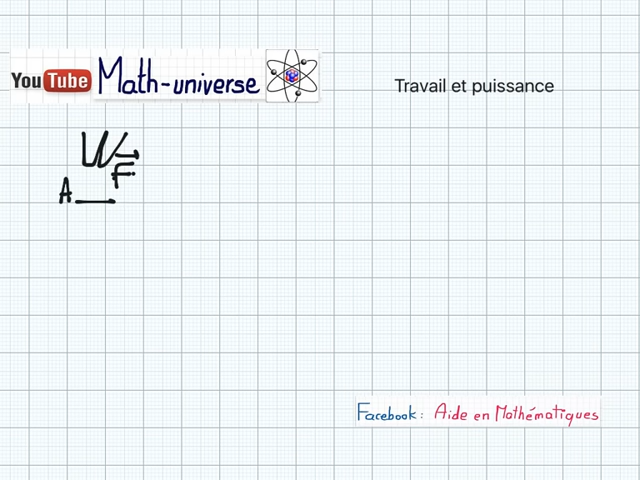 YouTube Math-universe
Travail et puissance
W F
A
Facebook: Aide en Mathématiques